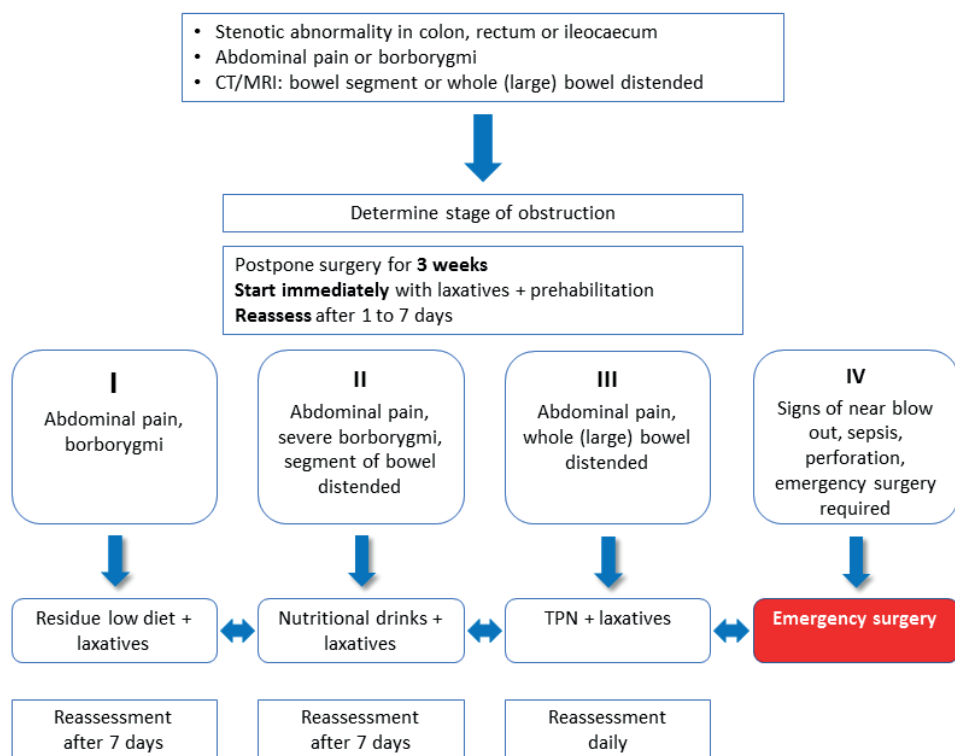 • Stenotic abnormality in colon, rectum or ileocaecum
• Abdominal pain or borborygmi
• CT/MRI: bowel segment or whole (large) bowel distended
Determine stage of obstruction
Postpone surgery for 3 weeks
Start immediately with laxatives + prehabilitation
Reassess after 1 to 7 days
I
Abdominal pain,
borborygmi
II
Abdominal pain,
severe borborygmi,
segment of bowel
distended
III
Abdominal pain,
whole (large) bowel
distended
IV
Signs of near blow
out, sepsis,
perforation,
emergency surgery
required
Residue low diet +
laxatives
Nutritional drinks +
laxatives
TPN + laxatives
Emergency surgery
Reassessment
after 7 days
Reassessment
after 7 days
Reassessment
daily